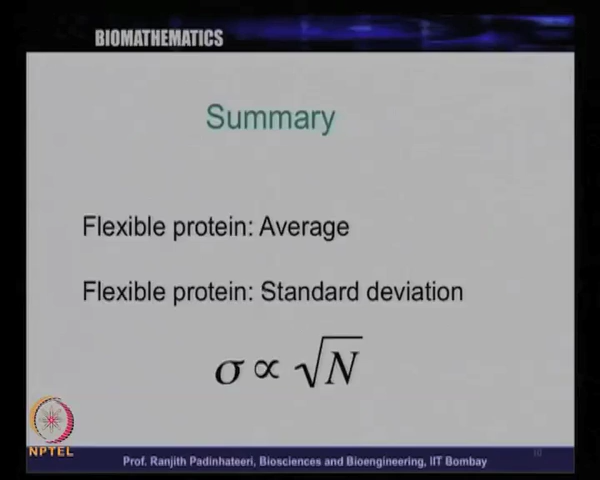 BIOMATHEMATICS
Summary
Flexible protein: Average
Flexible protein: Standard deviation
σ ∝ √N
NPTEL
Prof. Ranjith Padinhateeri, Biosciences and Bioengineering, IIT Bombay
10